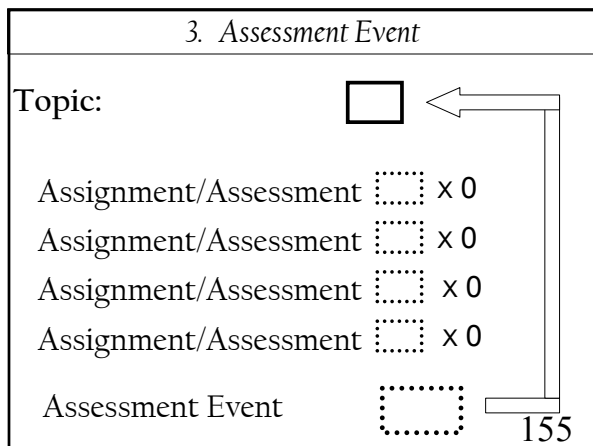 3. Assessment Event
Topic:
Assignment/Assessment x 0
Assignment/Assessment x 0
Assignment/Assessment x 0
Assignment/Assessment x 0
Assessment Event
155